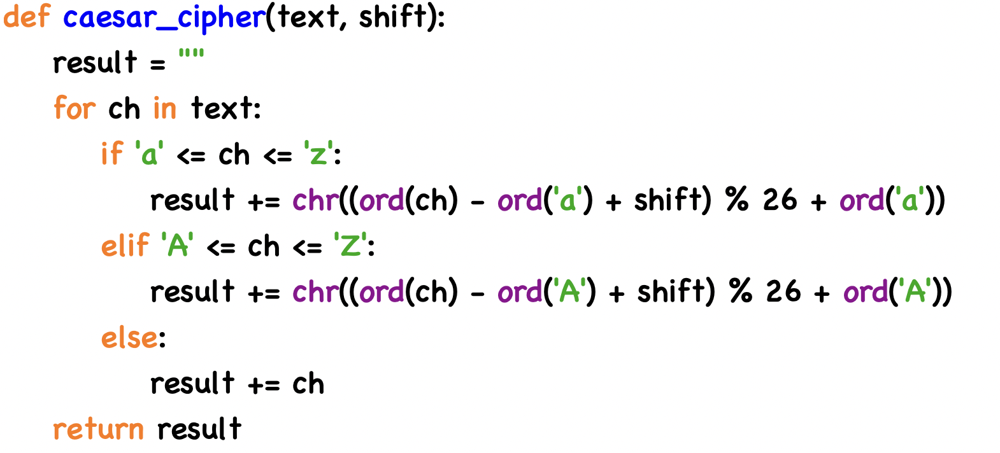 def caesar_cipher(text, shift):
    result = """"
    for ch in text:
        if 'a' <= ch <= 'z':
            result += chr((ord(ch) - ord('a') + shift) % 26 + ord('a'))
        elif 'A' <= ch <= 'Z':
            result += chr((ord(ch) - ord('A') + shift) % 26 + ord('A'))
        else:
            result += ch
    return result